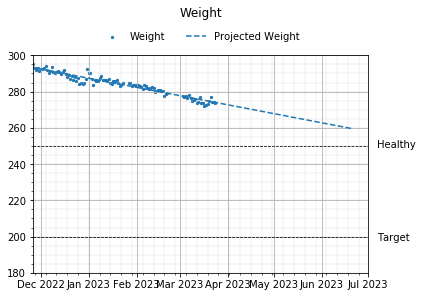 Weight
Weight Projected Weight
300
280
260
Healthy
240
220
200 Target
180
Dec 2022 Jan 2023 Feb 2023 Mar 2023 Apr 2023 May 2023 Jun 2023 Jul 2023